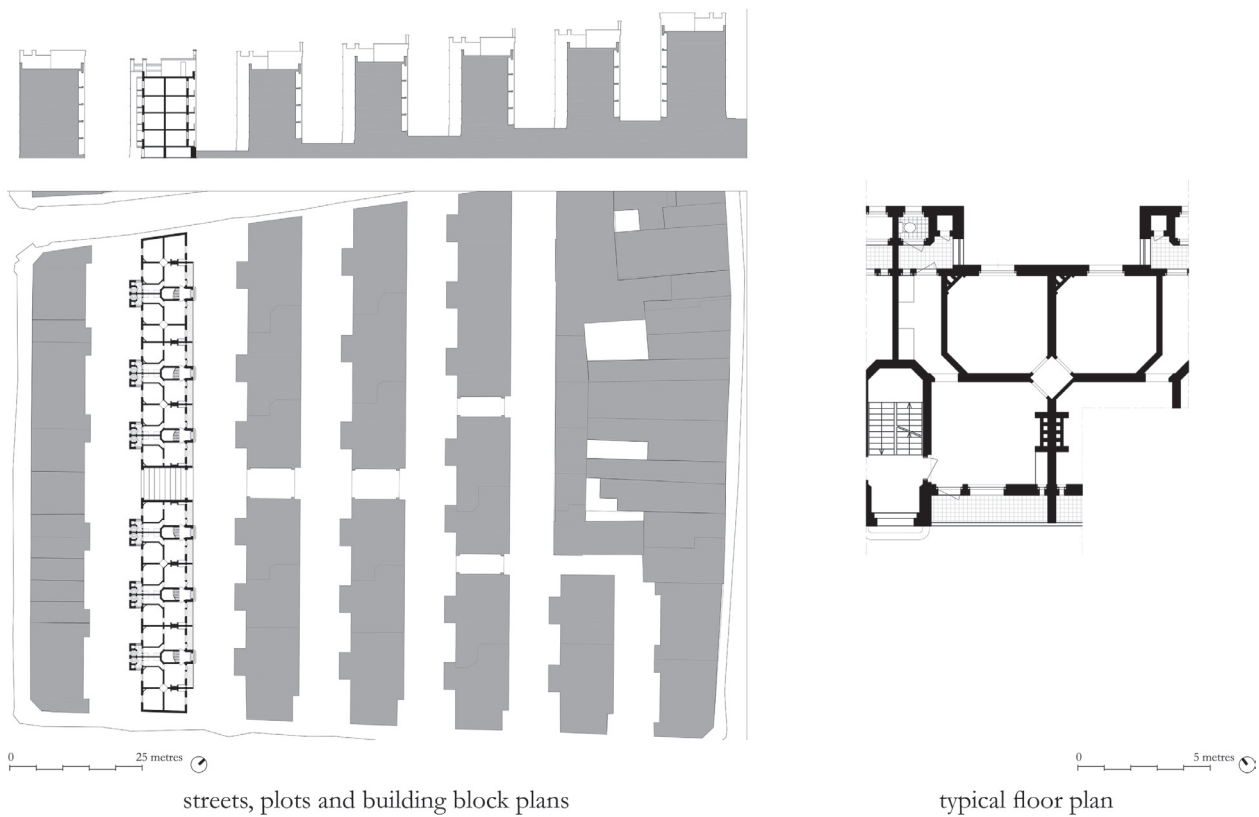 0 25 metres
0 5 metres
streets, plots and building block plans
typical floor plan